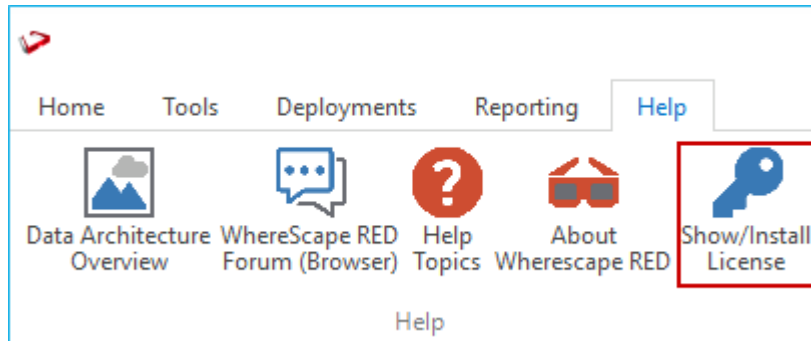 Home Tools Deployments Reporting Help
Data Architecture WhereScape RED Help About Show/Install
Overview Forum (Browser) Topics Wherescape RED License
Help